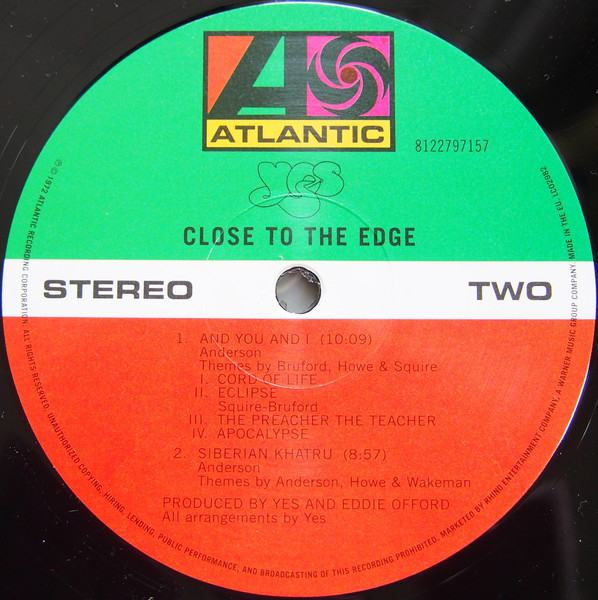 ATLANTIC
8122797157
yes
CLOSE TO THE EDGE
STEREO
TWO
1. AND YOU AND I (10:09)
Anderson
Themes by Bruford, Howe & Squire
I. CORD OF LIFE
II. ECLIPSE
Squire-Bruford
III. THE PREACHER THE TEACHER
IV. APOCALYPSE
2. SIBERIAN KHATRU (8:57)
Anderson
Themes by Anderson, Howe & Wakeman
PRODUCED BY YES AND EDDIE OFFORD
All arrangements by Yes
℗© 1972 ATLANTIC RECORDING CORPORATION. ALL RIGHTS RESERVED. UNAUTHORIZED COPYING, HIRING, LENDING, PUBLIC PERFORMANCE, AND BROADCASTING OF THIS RECORDING PROHIBITED. MARKETED BY RHINO ENTERTAINMENT COMPANY, A WARNER MUSIC GROUP COMPANY. MADE IN THE EU. LC02982